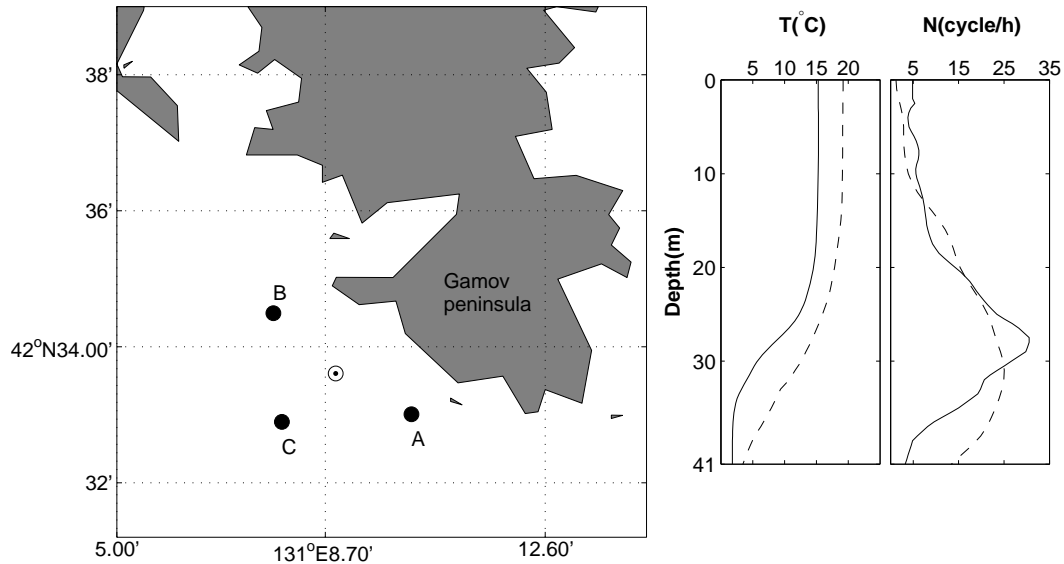 38'
36'
42°N34.00'
32'
5.00'
131°E8.70'
12.60'
Gamov
peninsula
B
C
A
T(°C)
5 10 15 20
Depth(m)
0
10
20
30
41
N(cycle/h)
5 15 25 35